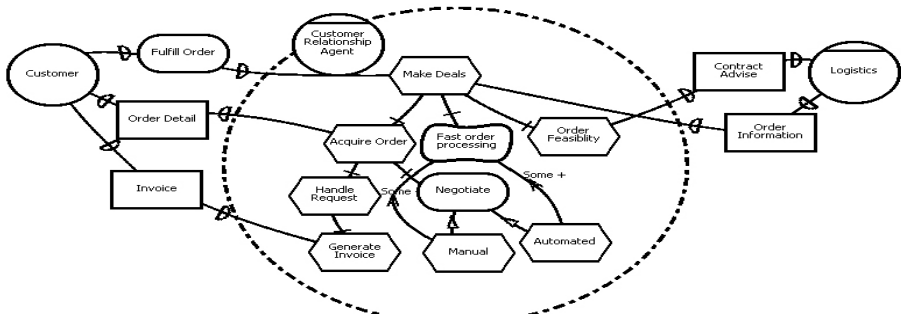 Customer
Relationship
Agent
Fulfill Order
Customer
Make Deals
Contract
Advise
Logistics
Order Detail
Acquire Order
Fast order
processing
Order
Feasiblity
Order
Information
Invoice
Handle
Request
Some
Negotiate
Some +
Generate
Invoice
Manual
Automated